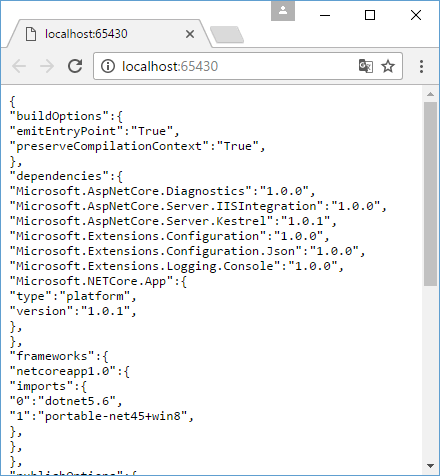 localhost:65430
localhost:65430
{
"buildOptions":{
"emitEntryPoint":"True",
"preserveCompilationContext":"True",
},
"dependencies":{
"Microsoft.AspNetCore.Diagnostics":"1.0.0",
"Microsoft.AspNetCore.Server.IISIntegration":"1.0.0",
"Microsoft.AspNetCore.Server.Kestrel":"1.0.1",
"Microsoft.Extensions.Configuration":"1.0.0",
"Microsoft.Extensions.Configuration.Json":"1.0.0",
"Microsoft.Extensions.Logging.Console":"1.0.0",
"Microsoft.NETCore.App":{
"type":"platform",
"version":"1.0.1",
},
},
"frameworks":{
"netcoreapp1.0":{
"imports":{
"0":"dotnet5.6",
"1":"portable-net45+win8",
},
},
},
"publishOptions":{